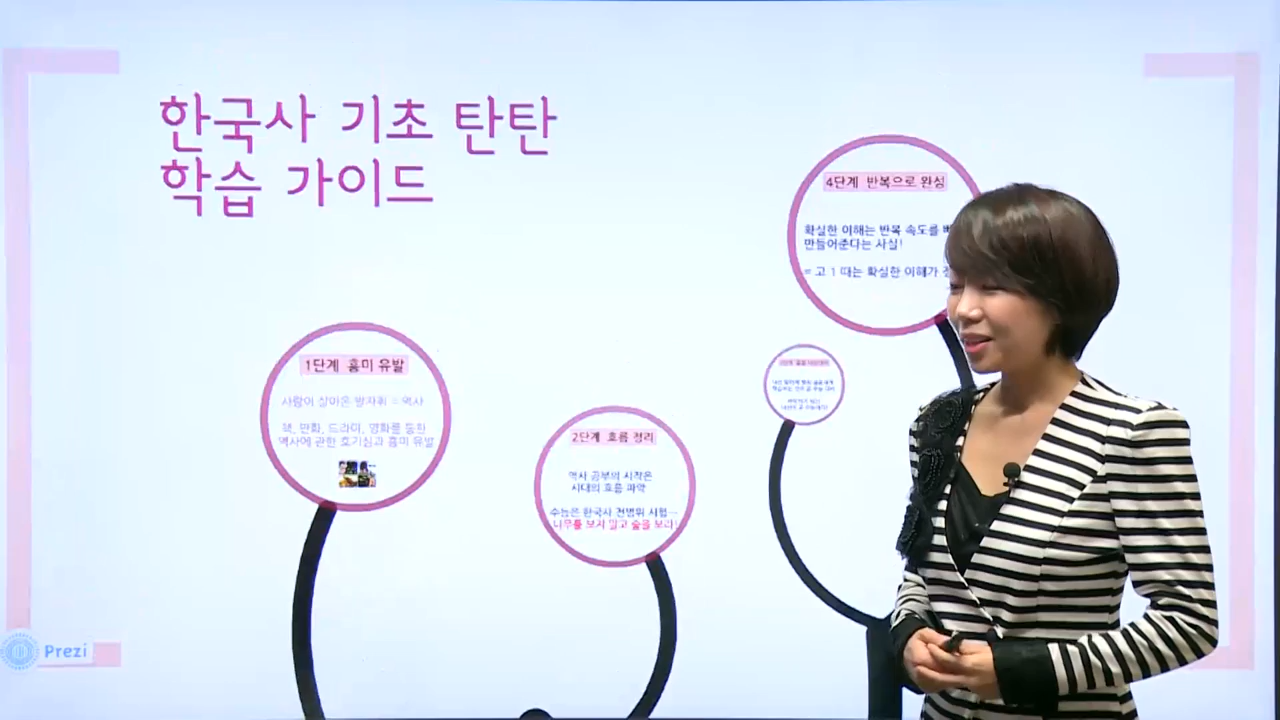 한국사 기초 탄탄
학습 가이드
1단계 흥미 유발
사람이 살아온 발자취 = 역사
책, 만화, 드라마, 영화를 통한
역사에 관한 호기심과 흥미 유발
2단계 흐름 정리
역사 공부의 시작은
시대의 흐름 파악
수능은 한국사 전범위 시험…
나무를 보지 말고 숲을 보라!
4단계 반복으로 완성
확실한 이해는 반복 속도를
만들어준다는 사실!
= 고 1 때는 확실한 이해가
Prezi